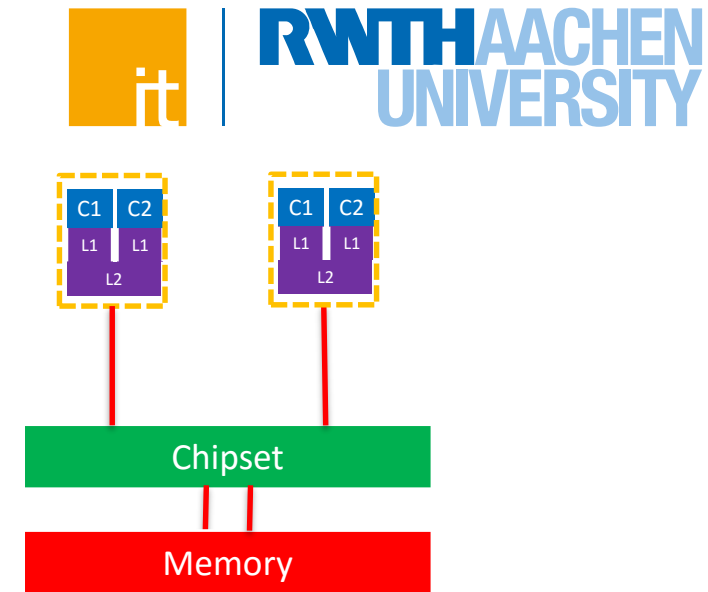 it
RWTHAACHEN
UNIVERSITY
C1 C2
L1 L1
L2
C1 C2
L1 L1
L2
Chipset
Memory